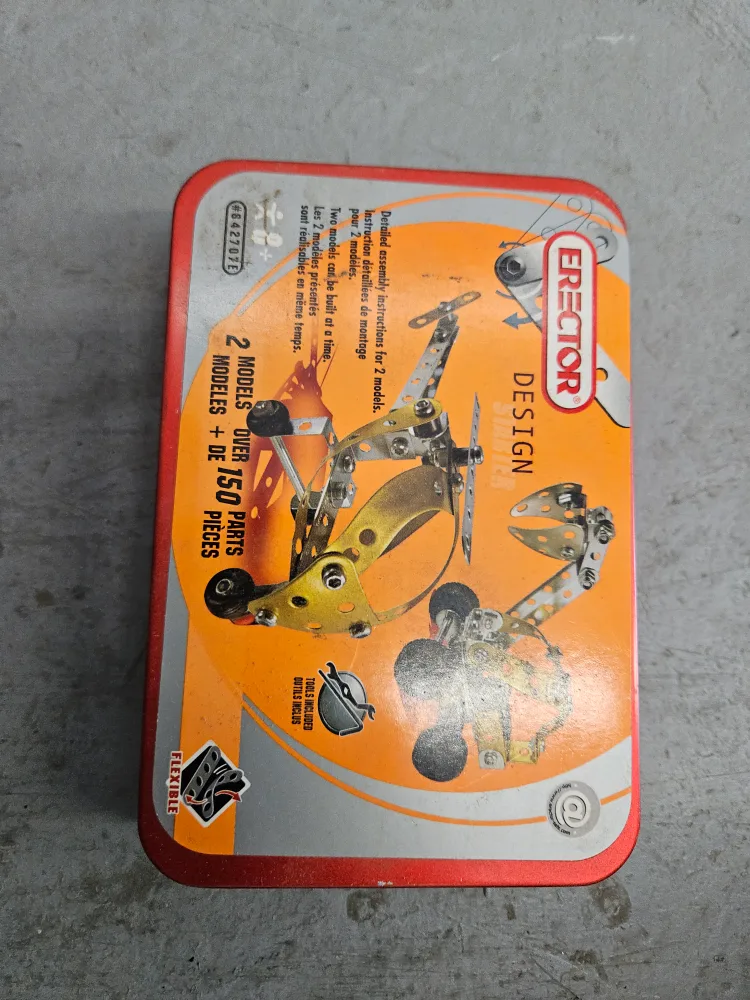 ERECTOR®
DESIGN
STARTER
Detailed assembly instructions for 2 models.
Instruction détaillées de montage
pour 2 modèles.
Two models can be built at a time.
Les 2 modèles présentés
sont réalisables en même temps.
8+
#842707E
2 MODELS OVER 150 PARTS
MODELES + DE 150 PIÈCES
TOOLS INCLUDED
OUTILS INCLUS
FLEXIBLE
@